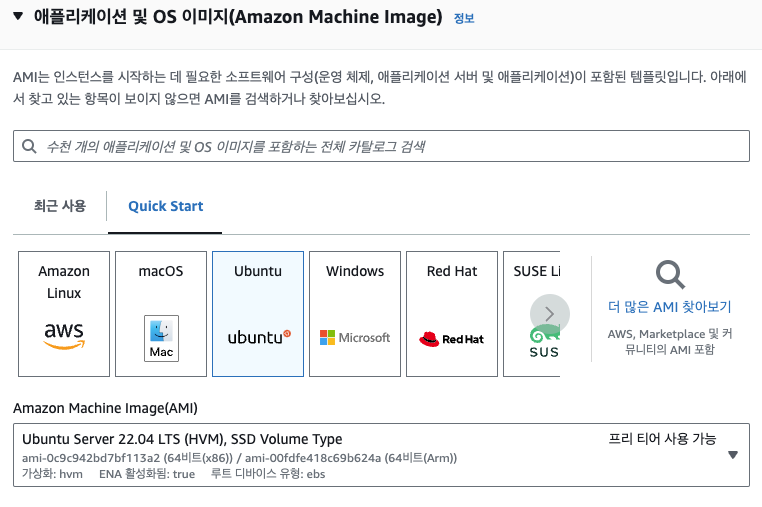 애플리케이션 및 OS 이미지(Amazon Machine Image) 정보
AMI는 인스턴스를 시작하는 데 필요한 소프트웨어 구성(운영 체제, 애플리케이션 서버 및 애플리케이션)이 포함된 템플릿입니다. 아래에
서 찾고 있는 항목이 보이지 않으면 AMI를 검색하거나 찾아보십시오.
수천 개의 애플리케이션 및 OS 이미지를 포함하는 전체 카탈로그 검색
최근 사용
Quick Start
Amazon
Linux
aws
macOS
Mac
Ubuntu
ubuntu
Windows
Microsoft
Red Hat
Red Hat
SUSE Li
SUS
더 많은 AMI 찾아보기
AWS, Marketplace 및 커
뮤니티의 AMI 포함
Amazon Machine Image(AMI)
Ubuntu Server 22.04 LTS (HVM), SSD Volume Type 프리 티어 사용 가능
ami-0c9c942bd7bf113a2 (64비트(x86)) / ami-00fdfe418c69b624a (64비트(Arm))
가상화: hvm ENA 활성화됨: true 루트 디바이스 유형: ebs